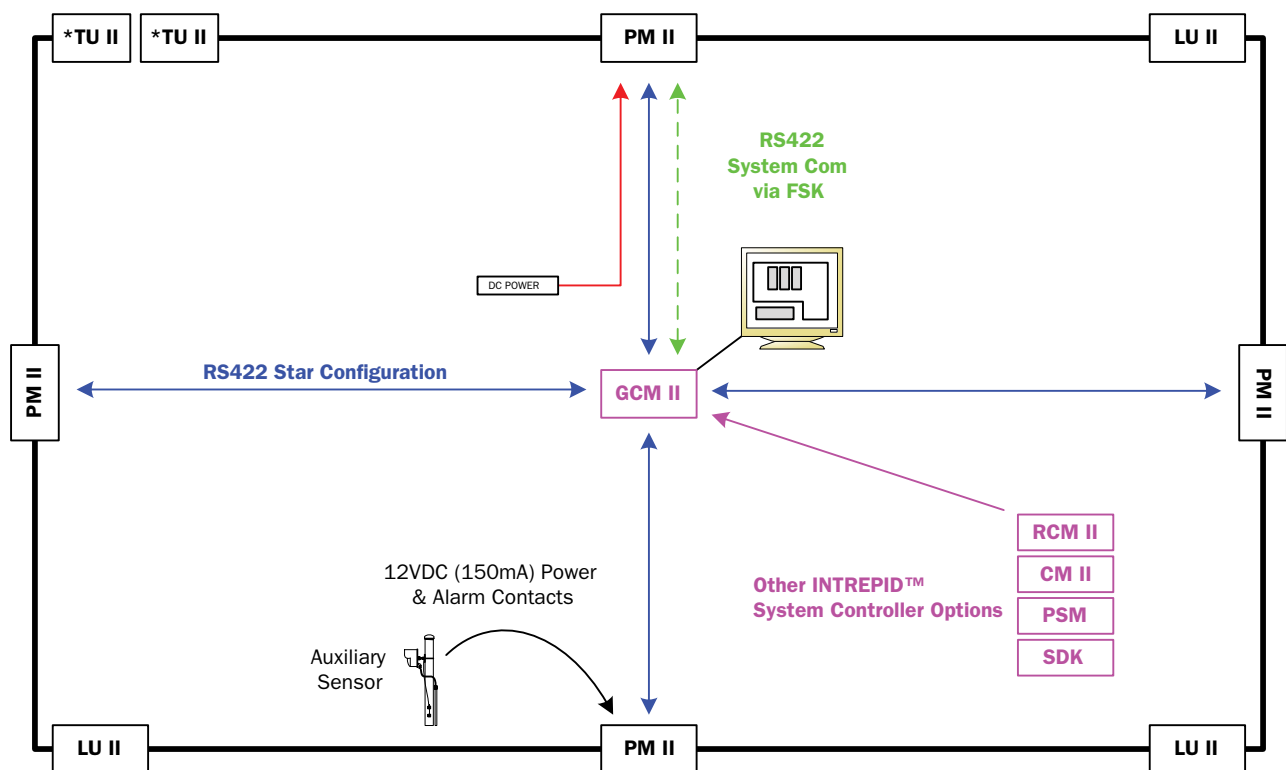 *TU II
*TU II
PM II
LU II
RS422
System Com
via FSK
DC POWER
PM II
RS422 Star Configuration
GCM II
PM II
RCM II
CM II
PSM
SDK
Other INTREPID™
System Controller Options
12VDC (150mA) Power
& Alarm Contacts
Auxiliary
Sensor
LU II
PM II
LU II